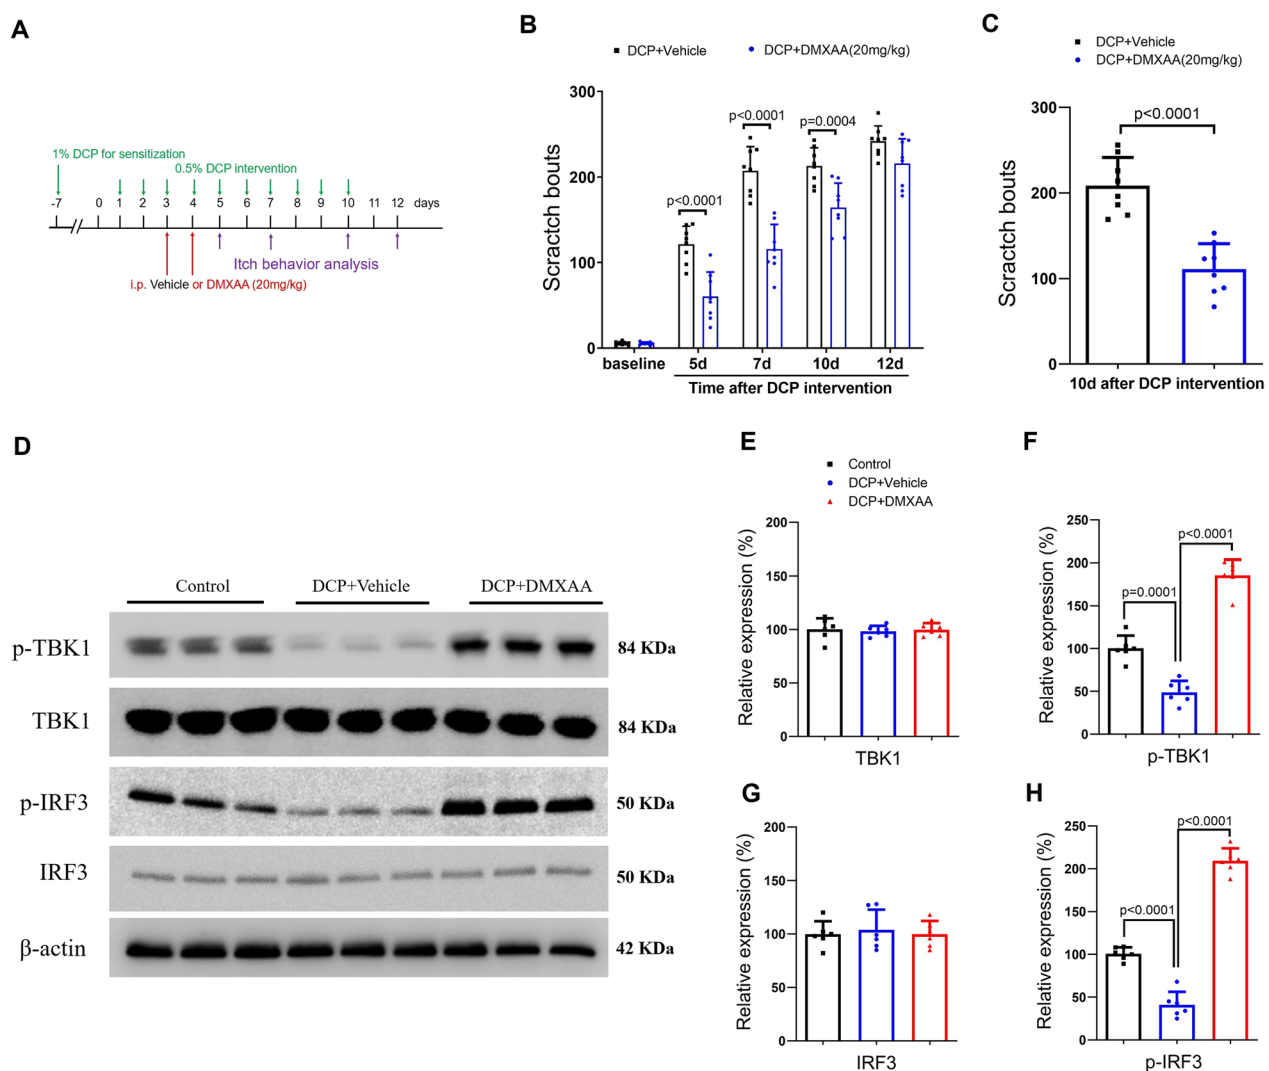 A
1% DCP for sensitization
0.5% DCP intervention
-7 0 1 2 3 4 5 6 7 8 9 10 11 12 days
Itch behavior analysis
i.p. Vehicle or DMXAA (20mg/kg)
B
DCP+Vehicle
DCP+DMXAA(20mg/kg)
Scractch bouts
300
200
100
0
p<0.0001
p<0.0001
p=0.0004
baseline 5d 7d 10d 12d
Time after DCP intervention
C
DCP+Vehicle
DCP+DMXAA(20mg/kg)
Scractch bouts
300
200
100
0
p<0.0001
10d after DCP intervention
D
Control DCP+Vehicle DCP+DMXAA
p-TBK1 84 KDa
TBK1 84 KDa
p-IRF3 50 KDa
IRF3 50 KDa
β-actin 42 KDa
E
Control
DCP+Vehicle
DCP+DMXAA
Relative expression (%)
200
150
100
50
0
TBK1
F
Relative expression (%)
250
200
150
100
50
0
p=0.0001
p<0.0001
p-TBK1
G
Relative expression (%)
200
150
100
50
0
IRF3
H
Relative expression (%)
250
200
150
100
50
0
p<0.0001
p<0.0001
p-IRF3